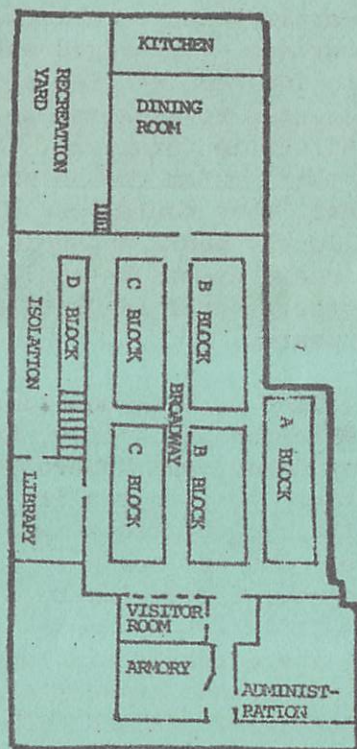 KITCHEN
DINING
ROOM
RECREATION
YARD
ISOLATION
D BLOCK
C BLOCK
B BLOCK
BROADWAY
A BLOCK
C BLOCK
B BLOCK
LIBRARY
VISITOR
ROOM
ARMORY
ADMINIST-
RATION